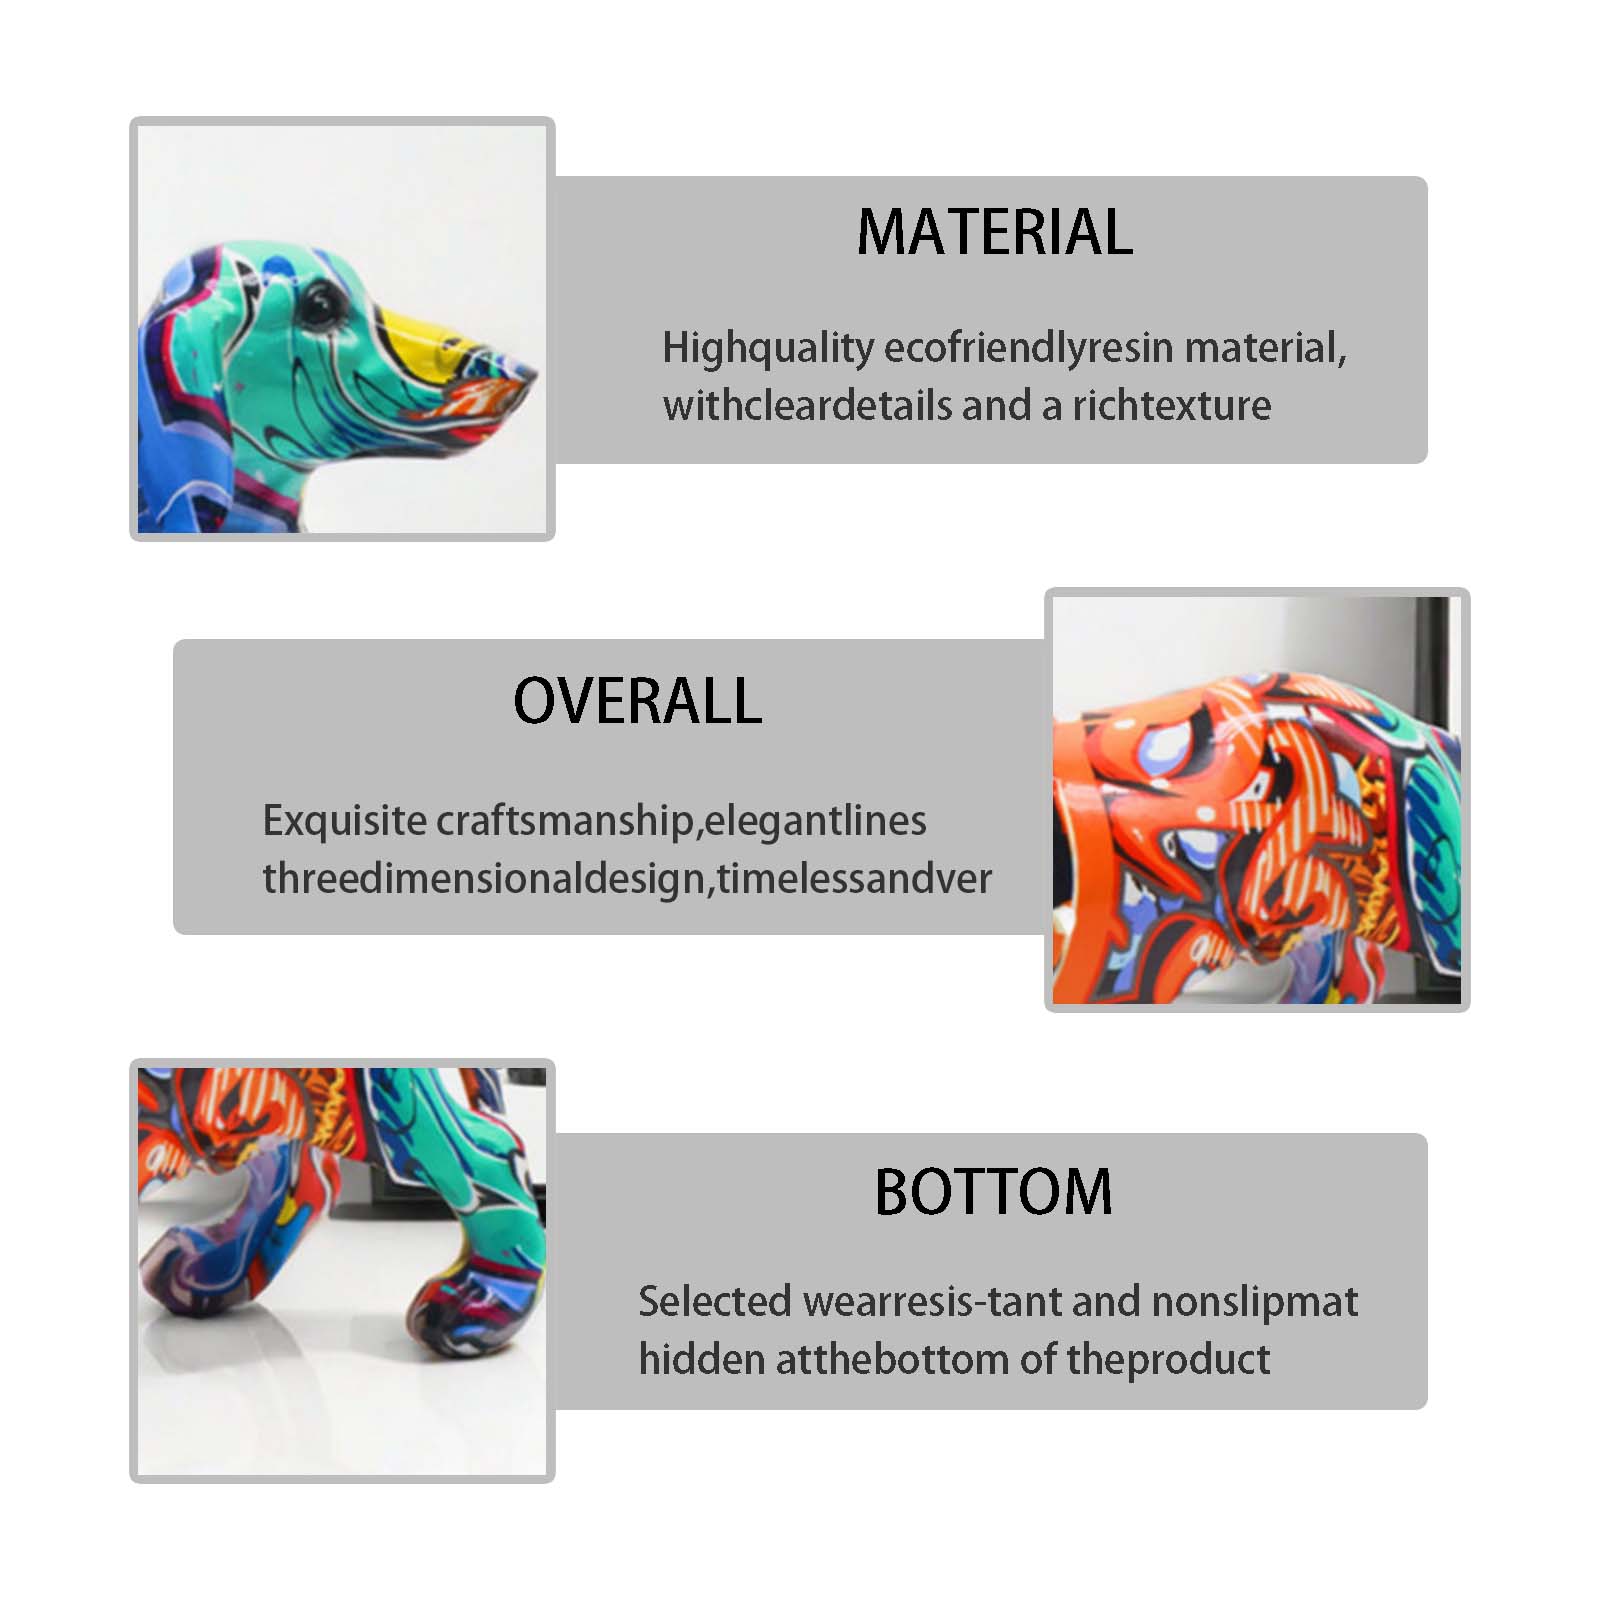 MATERIAL
Highquality ecofriendlyresin material,
withcleardetails and a richtexture
OVERALL
Exquisite craftsmanship,elegantlines
threedimensionaldesign,timelessandver
BOTTOM
Selected wearresis-tant and nonslipmat
hidden atthebottom of theproduct